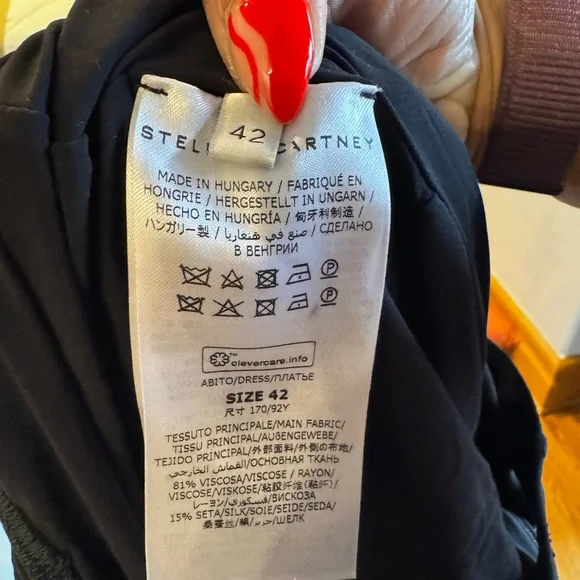 42
STELL CARTNEY
MADE IN HUNGARY / FABRIQUÉ EN
HONGRIE / HERGESTELLT IN UNGARN /
HECHO EN HUNGRÍA / 匈牙利制造 /
ハンガリー製 / صنع في هنغاريا / СДЕЛАНО
В ВЕНГРИИ
P
P
™
clevercare.info
ABITO/DRESS/ПЛАТЬЕ
SIZE 42
尺寸 170/92Y
TESSUTO PRINCIPALE/MAIN FABRIC/
TISSU PRINCIPAL/AUßENGEWEBE/
TEJIDO PRINCIPAL/外部面料/外側の布地/
القماش الخارجي/ОСНОВНАЯ ТКАНЬ
81% VISCOSA/VISCOSE / RAYON/
VISCOSE/VISKOSE/粘胶纤维(粘纤)/
レーヨン/فسكوزي/ВИСКОЗА
15% SETA/SILK/SOIE/SEIDE/SEDA/
桑蚕丝/絹/حرير/ШЕЛК